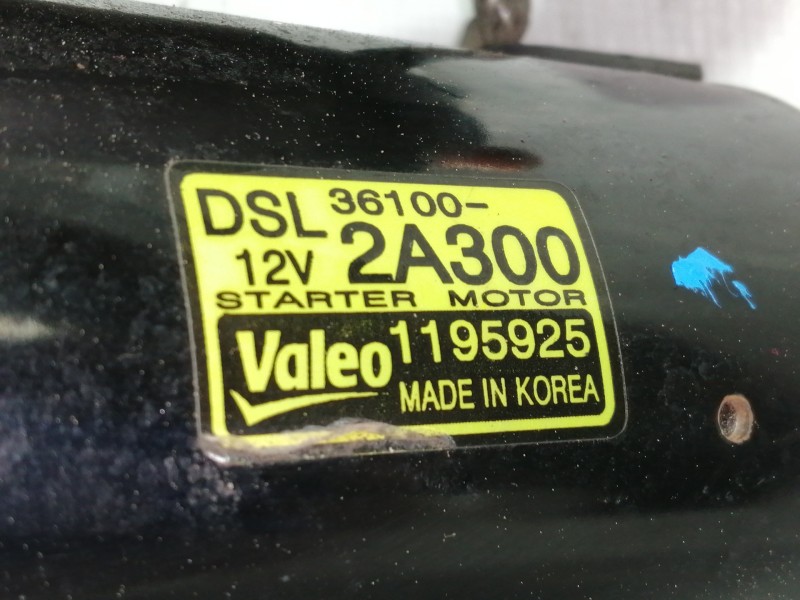 DSL 36100-
12V 2A300
STARTER MOTOR
Valeo 1195925
MADE IN KOREA